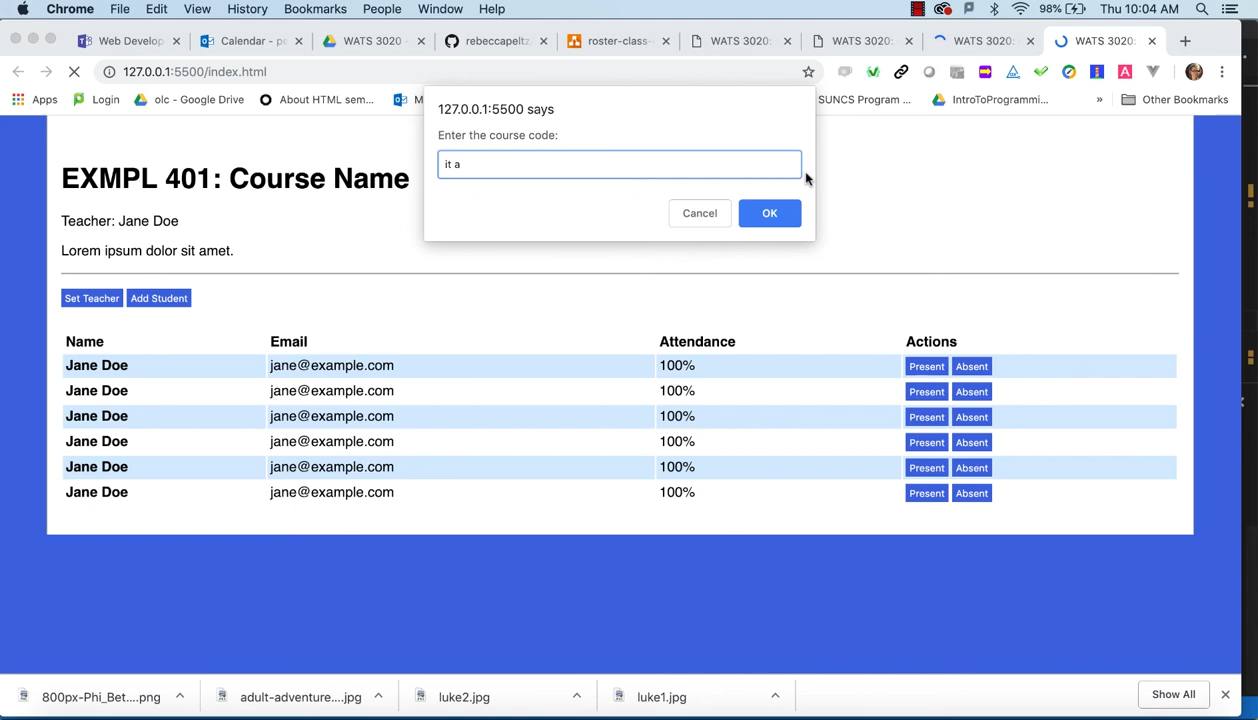 Chrome File Edit View History Bookmarks People Window Help 98% Thu 10:04 AM
Web Develop Calendar - pe WATS 3020 rebeccapeltz roster-class- WATS 3020: WATS 3020: WATS 3020: WATS 3020:
127.0.0.1:5500/index.html
Apps Login olc - Google Drive About HTML sem... M SUNCS Program ... IntroToProgrammi... » Other Bookmarks
127.0.0.1:5500 says
Enter the course code:
it a
Cancel OK
EXMPL 401: Course Name
Teacher: Jane Doe
Lorem ipsum dolor sit amet.
Set Teacher Add Student
Name Email Attendance Actions
Jane Doe jane@example.com 100% Present Absent
Jane Doe jane@example.com 100% Present Absent
Jane Doe jane@example.com 100% Present Absent
Jane Doe jane@example.com 100% Present Absent
Jane Doe jane@example.com 100% Present Absent
Jane Doe jane@example.com 100% Present Absent
800px-Phi_Bet....png adult-adventure....jpg luke2.jpg luke1.jpg Show All